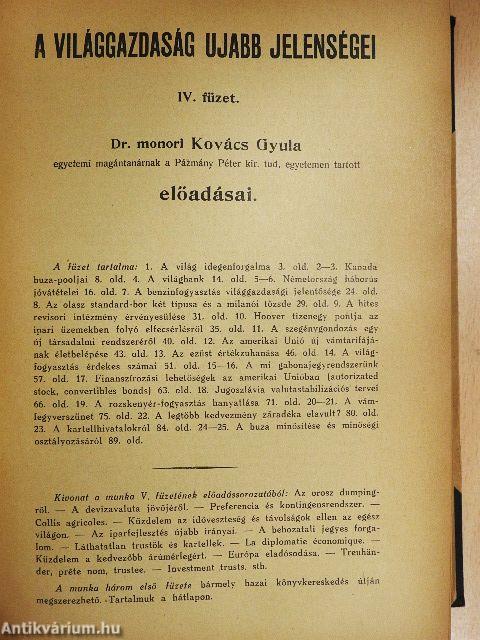 A VILÁGGAZDASÁG UJABB JELENSÉGEI
IV. füzet.
Dr. monori Kovács Gyula
egyetemi magántanárnak a Pázmány Péter kir. tud. egyetemen tartott
előadásai.
A füzet tartalma: 1. A világ idegenforgalma 3. old. 2—3. Kanada
buza-pooljai 8. old. 4. A világbank 14. old. 5—6. Németország háborus
jóvátételei 16. old. 7. A benzinfogyasztás világgazdasági jelentősége 24. old.
8. Az olasz standard-bor két tipusa és a milanói tőzsde 29. old. 9. A hites
revisori intézmény érvényesülése 31. old. 10. Hoover tizenegy pontja az
ipari üzemekben folyó elfecsérlésről 35. old. 11. A szegénygondozás egy
új társadalmi rendszeréről 40. old. 12. Az amerikai Unió új vámtarifájá-
nak életbelépése 43. old. 13. Az ezüst értékzuhanása 46. old. 14. A világ-
fogyasztás érdekes számai 51. old. 15—16. A mi gabonajegyrendszerünk
57. old. 17. Finanszírozási lehetőségek az amerikai Unióban (autorizated
stock, convertibles bonds) 63. old. 18. Jugoszlávia valutastabilizációs tervei
66. old. 19. A rozskenyér-fogyasztás hanyatlása 71. old. 20—21. A vám-
fegyverszünet 75. old. 22. A legtöbb kedvezmény záradéka elavult? 80. old.
23. A kartellhivatalokról 84. old. 24—25. A buza minősítése és minőségi
osztályozásáról 89. old.
Kivonat a munka V. füzetének előadássorozatából: Az orosz dumping-
ről. — A devizavaluta jövőjéről. — Preferencia és kontingensrendszer. —
Collis agricoles. — Küzdelem az időveszteség és távolságok ellen az egész
világon. — Az iparfejlesztés újabb irányai. — A behozatali jegyes forga-
lom. — Láthatatlan trustök és kartellek. — La diplomatie économique. —
Küzdelem a kedvezőbb árúmérlegért. — Európa eladósodása. — Treuhän-
der, prête nom, trustee. — Investment trusts. stb.
A munka három első füzete bármely hazai könyvkereskedés útján
megszerezhető. -Tartalmuk a hátlapon.
Antikvárium.hu